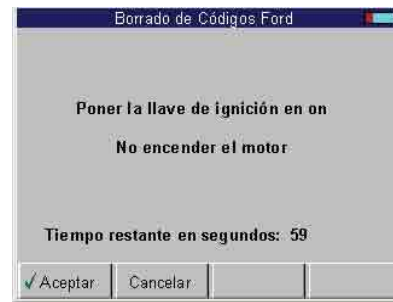 Borrado de Códigos Ford
Poner la llave de ignición en on
No encender el motor
Tiempo restante en segundos: 59
Aceptar
Cancelar